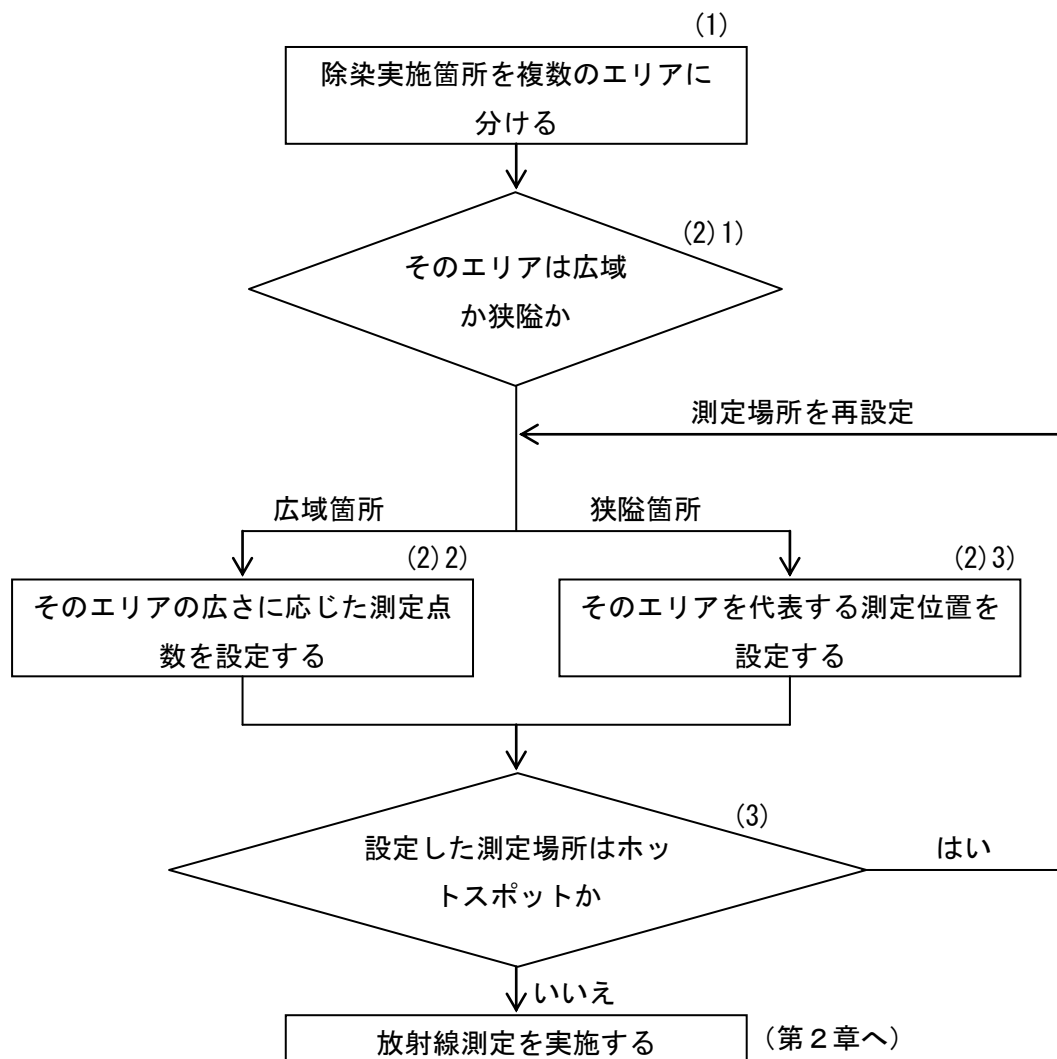 (1)
除染実施箇所を複数のエリアに
分ける
(2)1)
そのエリアは広域
か狭隘か
測定場所を再設定
広域箇所
狭隘箇所
(2)2)
そのエリアの広さに応じた測定点
数を設定する
(2)3)
そのエリアを代表する測定位置を
設定する
(3)
設定した測定場所はホッ
トスポットか
はい
いいえ
放射線測定を実施する
(第2章へ)